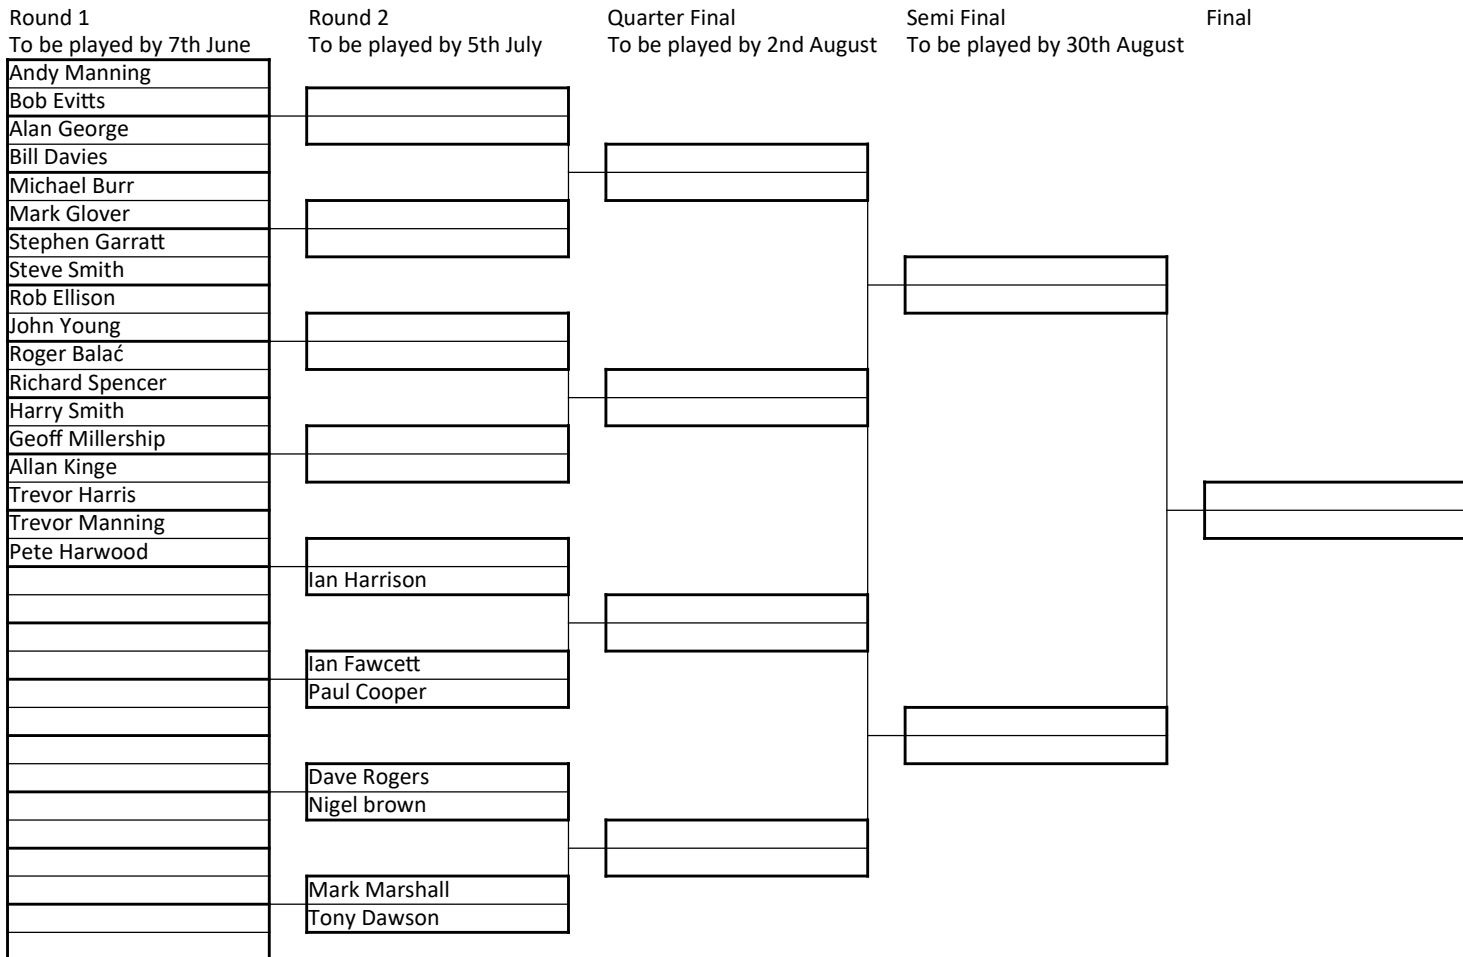 Round 1
To be played by 7th June
Andy Manning
Bob Evitts
Alan George
Bill Davies
Michael Burr
Mark Glover
Stephen Garratt
Steve Smith
Rob Ellison
John Young
Roger Balać
Richard Spencer
Harry Smith
Geoff Millership
Allan Kinge
Trevor Harris
Trevor Manning
Pete Harwood
Round 2
To be played by 5th July
Ian Harrison
Ian Fawcett
Paul Cooper
Dave Rogers
Nigel brown
Mark Marshall
Tony Dawson
Quarter Final
To be played by 2nd August
Semi Final
To be played by 30th August
Final